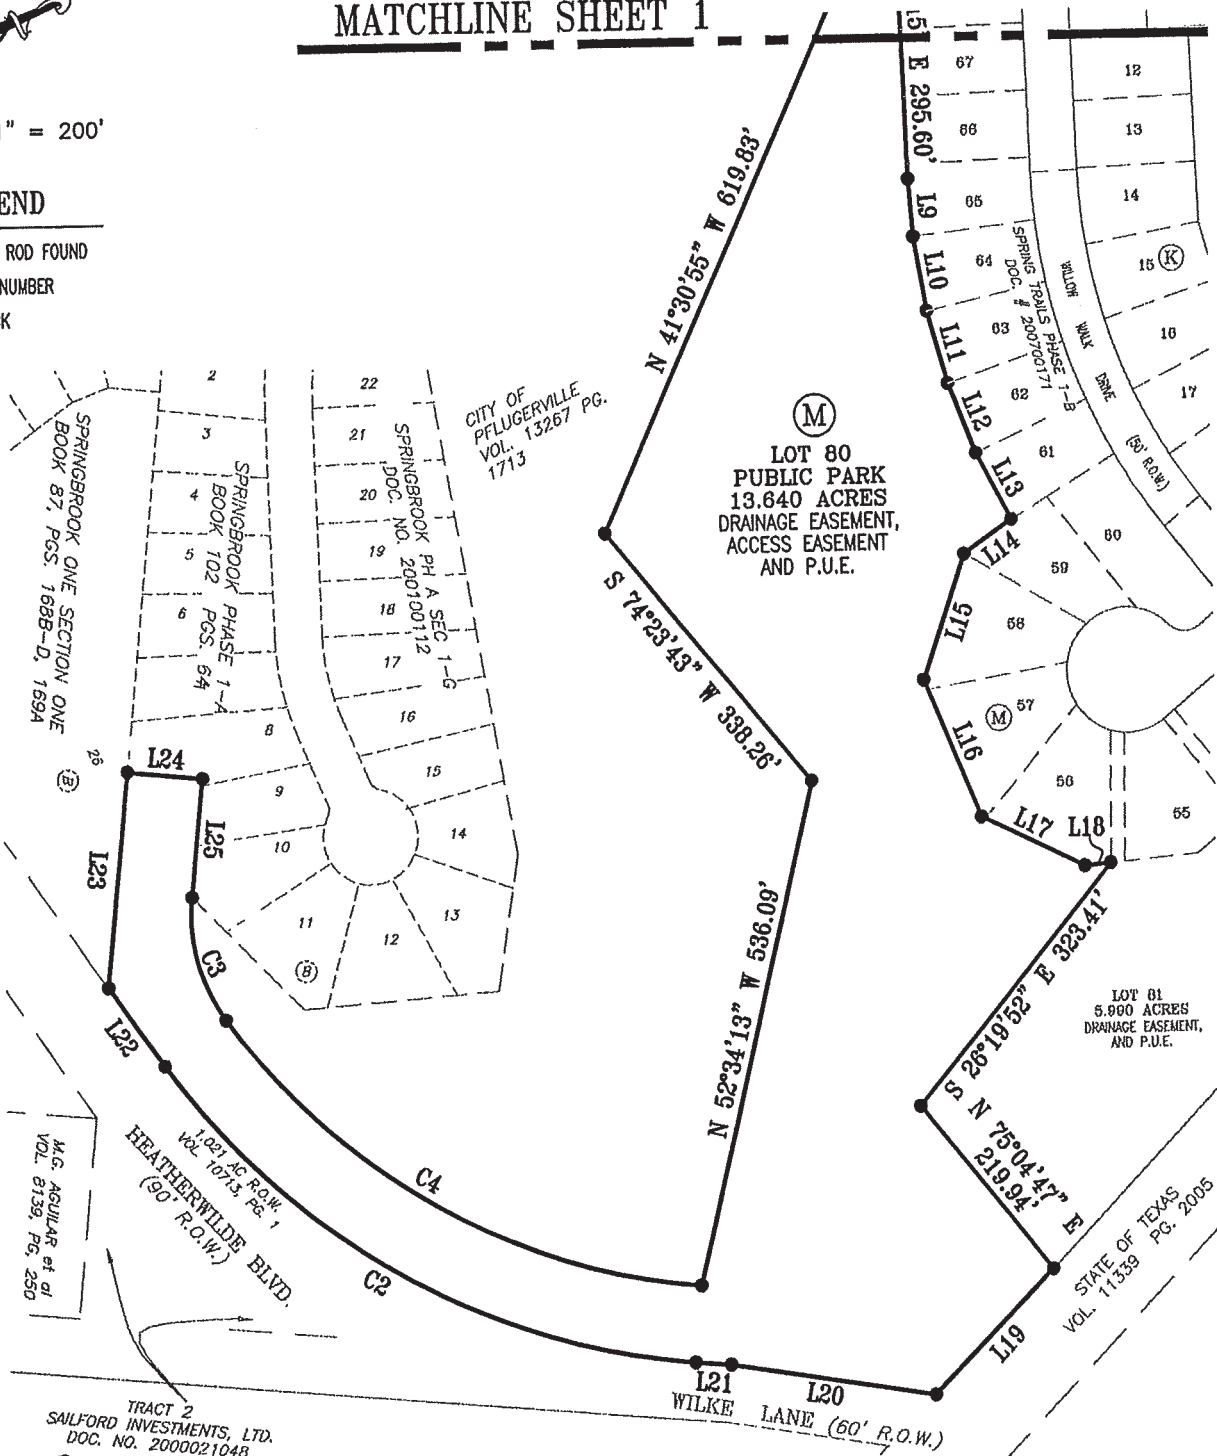 MATCHLINE SHEET 1
" = 200'
END
ROD FOUND
NUMBER
CK
N 41°30'55" W 619.83'
5 E 295.60'
L9
L10
L11
L12
L13
L14
L15
L16
L17
L18
67
66
65
64
63
62
61
60
59
58
57
M
56
55
12
13
14
15
K
16
17
SPRING TRAILS PHASE 1-B
DOC. # 200700171
WILLOW WALK DRIVE
(50' R.O.W.)
M
LOT 80
PUBLIC PARK
13.640 ACRES
DRAINAGE EASEMENT,
ACCESS EASEMENT
AND P.U.E.
CITY OF
PFLUGERVILLE
VOL. 13267 PG.
1713
SPRINGBROOK ONE SECTION ONE
BOOK 87, PGS. 168B-D, 169A
26
B
SPRINGBROOK PHASE 1-A
BOOK 102 PGS. 64
SPRINGBROOK PH A SEC 1-G
DOC. NO. 200100112
2
3
4
5
6
8
9
10
11
B
12
13
14
15
16
17
18
19
20
21
22
S 74°23'43" W 338.26'
N 52°34'13" W 536.09'
S 26°19'52" E 323.41'
N 75°04'47" E
219.94'
LOT 81
5.990 ACRES
DRAINAGE EASEMENT,
AND P.U.E.
L24
L25
L23
L22
C3
C4
C2
L21
L20
L19
WILKE LANE (60' R.O.W.)
STATE OF TEXAS
VOL. 11339 PG. 2005
1.021 AC R.O.W.
VOL 10713, PG. 1
HEATHERWILDE BLVD.
(90' R.O.W.)
M.G. AGUILAR et al
VOL. 8139, PG. 250
TRACT 2
SAILFORD INVESTMENTS, LTD.
DOC. NO. 2000021048